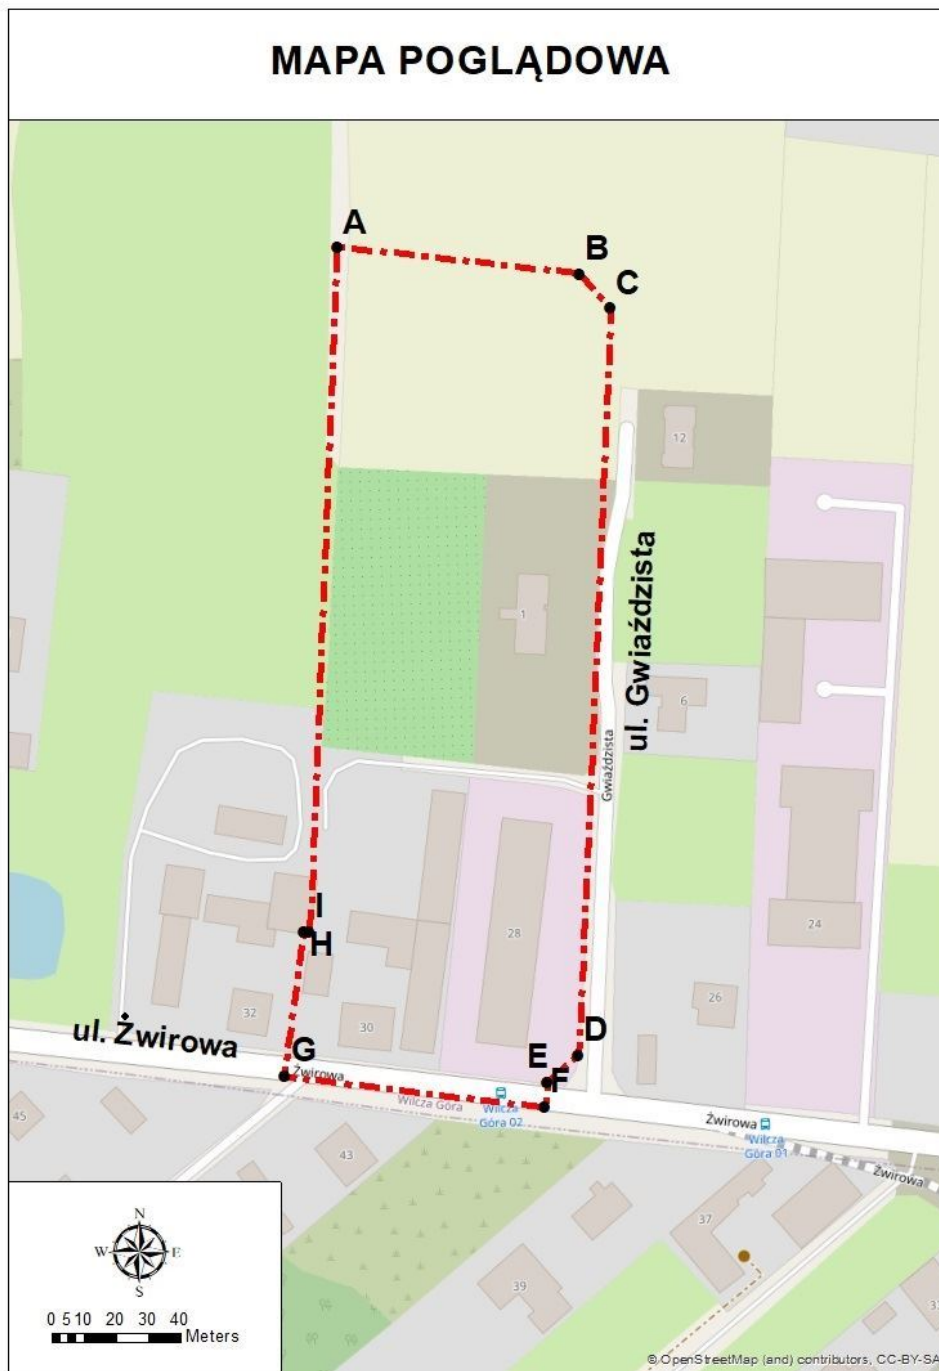 MAPA POGLĄDOWA
A
B
C
12
1
ul. Gwiaździsta
6
Gwiaździsta
I
H
28
24
26
32
30
D
ul. Żwirowa
G
E
F
Żwirowa
Wilcza Góra
Wilcza
Góra 02
Żwirowa
Wilcza
Góra 01
Żwirowa
45
43
37
39
N
W E
S
0 5 10 20 30 40
Meters
© OpenStreetMap (and) contributors, CC-BY-SA